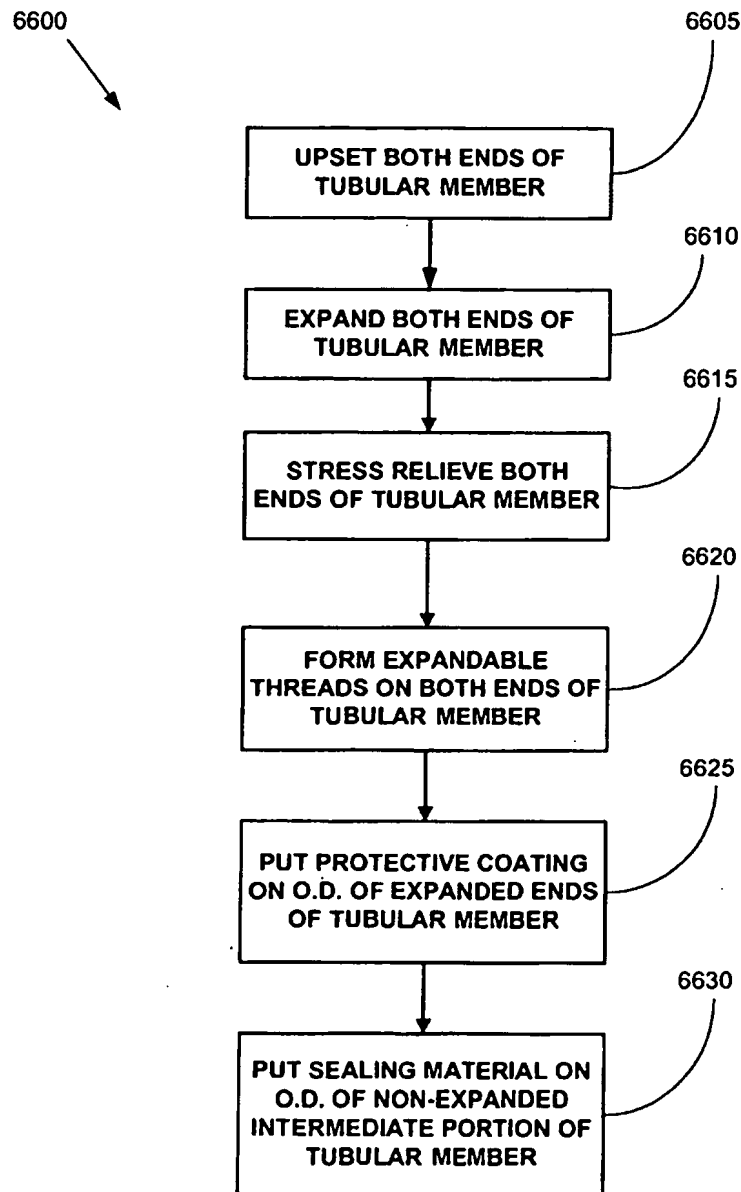 6600
6605
UPSET BOTH ENDS OF
TUBULAR MEMBER
6610
EXPAND BOTH ENDS OF
TUBULAR MEMBER
6615
STRESS RELIEVE BOTH
ENDS OF TUBULAR MEMBER
6620
FORM EXPANDABLE
THREADS ON BOTH ENDS OF
TUBULAR MEMBER
6625
PUT PROTECTIVE COATING
ON O.D. OF EXPANDED ENDS
OF TUBULAR MEMBER
6630
PUT SEALING MATERIAL ON
O.D. OF NON-EXPANDED
INTERMEDIATE PORTION OF
TUBULAR MEMBER